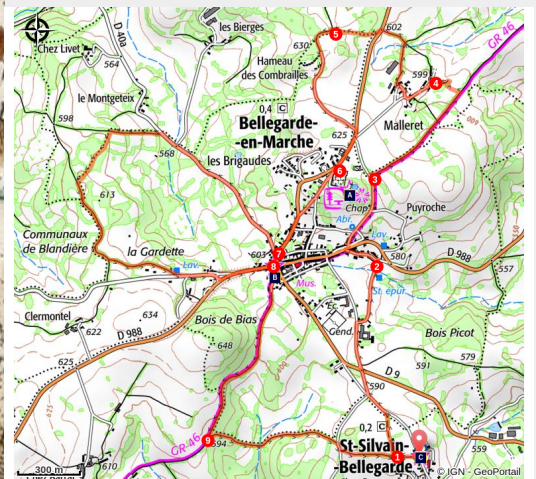 D 40a
les Bierges
602
GR 46
5
630
Chez Livet
564
Hameau
des Combrailles
599
4
le Montgeteix
0,4 C
Malleret
600
598
Bellegarde-
-en-Marche
625
568
les Brigaudes
6
3
613
A
Chap.
Puyroche
Abr.
Communaux
de Blandière
la Gardette
603
7
Lav.
D 988
580
8
2
557
Lav.
B
Mus.
St. épur.
Clermontel
634
Bois de Bias
Ec.
622
D 988
Gend.
Bois Picot
648
600
579
625
D 9
591
590
625
0,2 C
GR 46
9
594
St-Silvain-
-Bellegarde
559
1
C
610
300 m
© IGN - GeoPortail